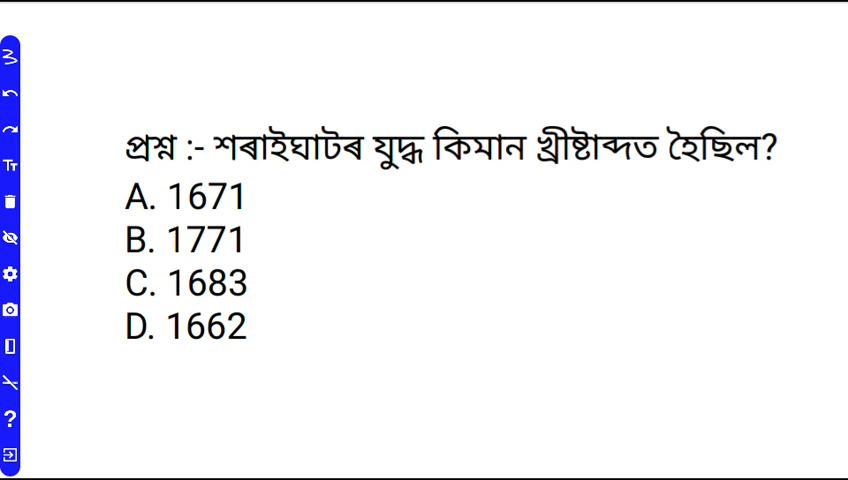 প্ৰশ্ন :- শৰাইঘাটৰ যুদ্ধ কিমান খ্ৰীষ্টাব্দত হৈছিল?
A. 1671
B. 1771
C. 1683
D. 1662